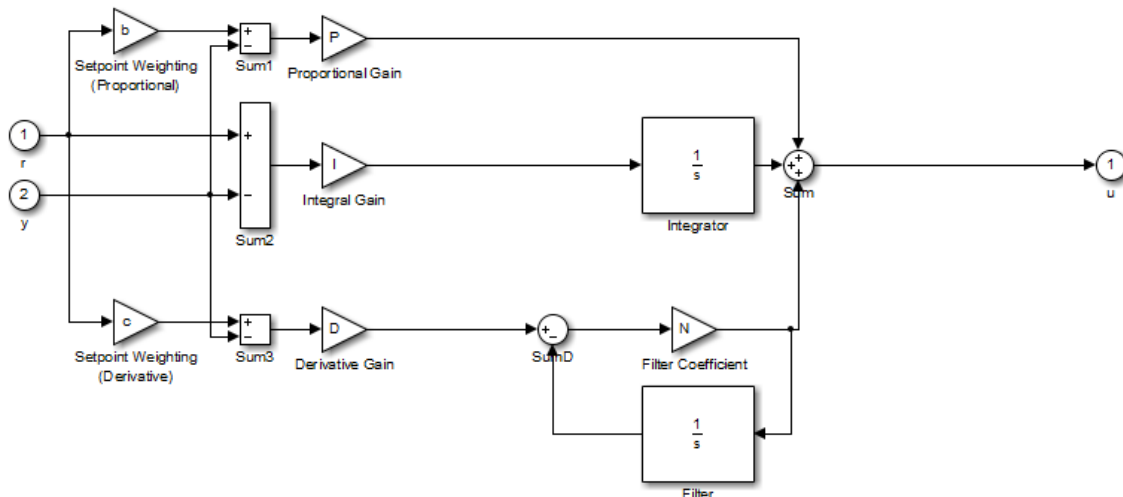 b
+
−
P
Setpoint Weighting
(Proportional)
Sum1
Proportional Gain
1
r
+
I
1
s
+
+
+
1
u
2
y
−
Integral Gain
Sum
Sum2
Integrator
c
+
−
D
+
−
N
Setpoint Weighting
(Derivative)
Sum3
Derivative Gain
SumD
Filter Coefficient
1
s
Filter